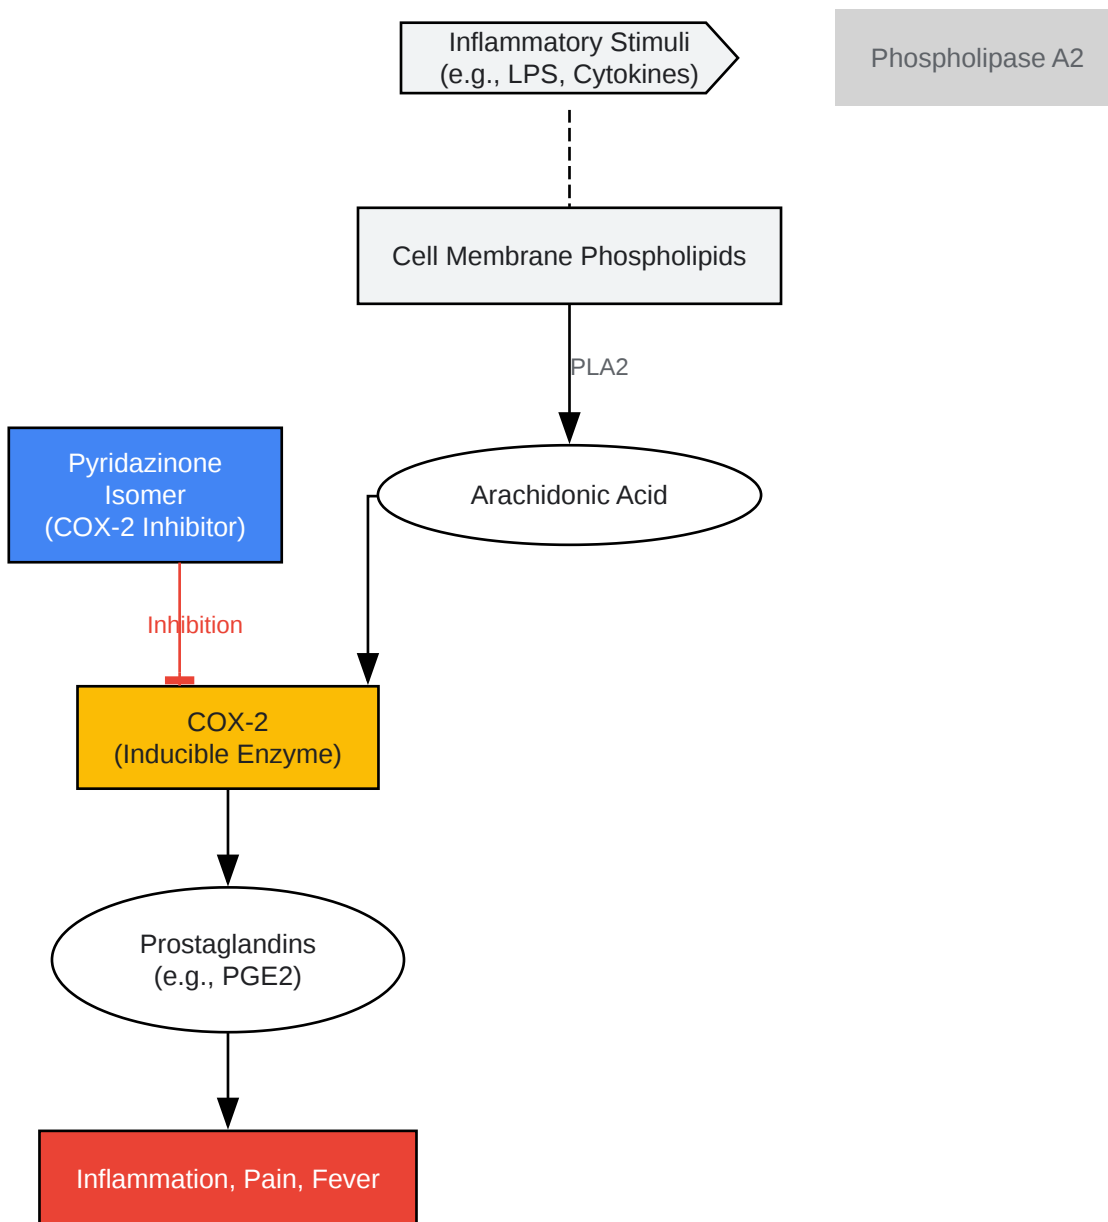 Inflammatory Stimuli
(e.g., LPS, Cytokines)
Phospholipase A2
Cell Membrane Phospholipids
PLA2
Pyridazinone
Isomer
(COX-2 Inhibitor)
Arachidonic Acid
Inhibition
COX-2
(Inducible Enzyme)
Prostaglandins
(e.g., PGE2)
Inflammation, Pain, Fever